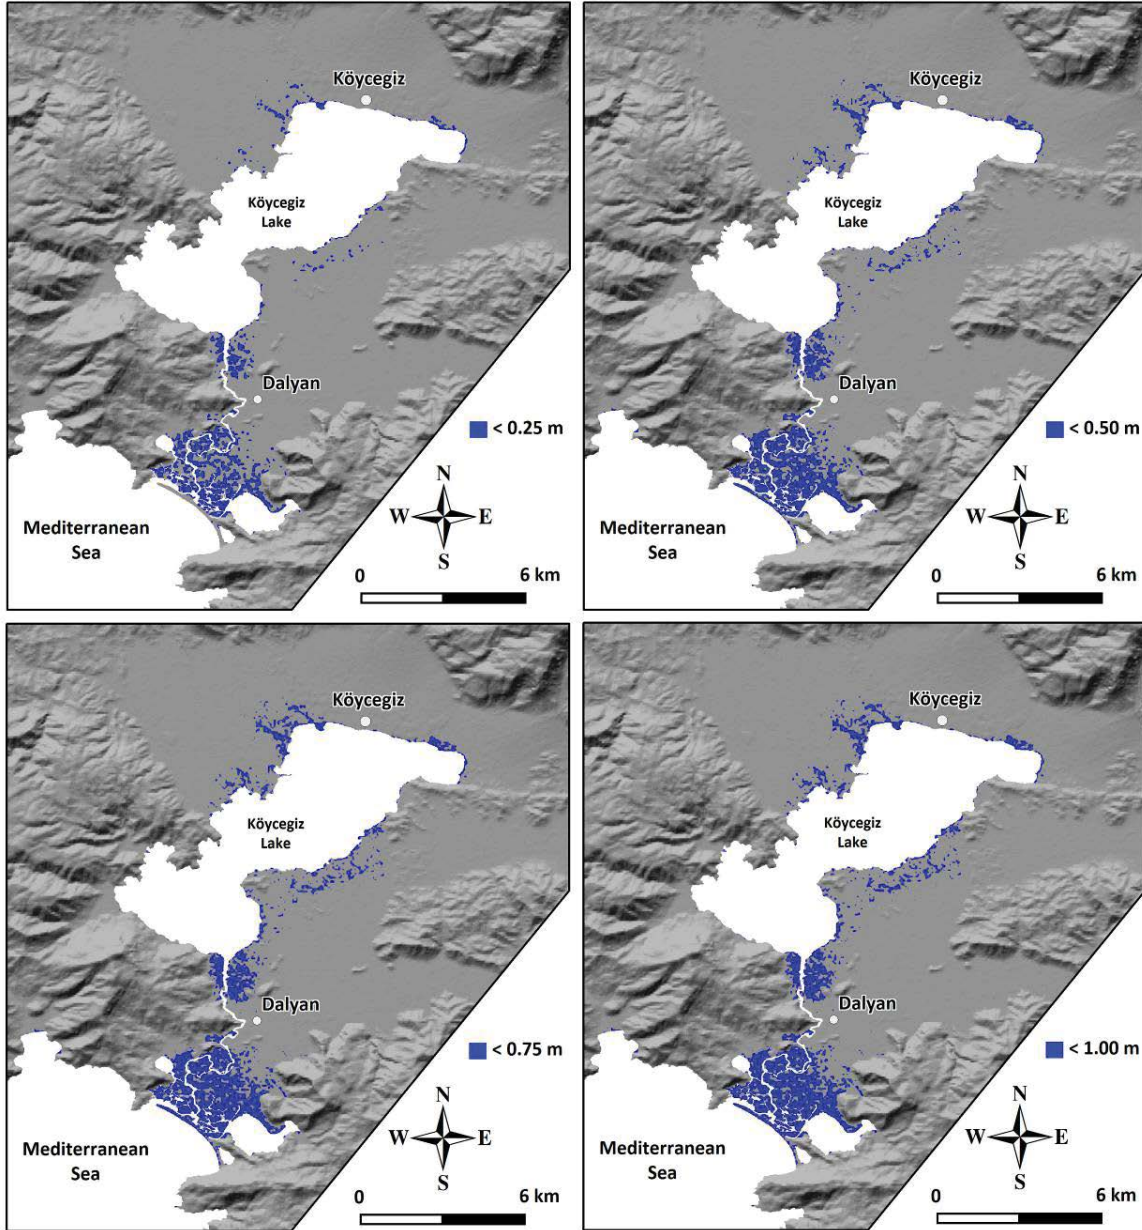 Köycegiz
Köycegiz
Lake
Dalyan
< 0.25 m
N
W E
S
Mediterranean
Sea
0 6 km
Köycegiz
Köycegiz
Lake
Dalyan
< 0.50 m
N
W E
S
Mediterranean
Sea
0 6 km
Köycegiz
Köycegiz
Lake
Dalyan
< 0.75 m
N
W E
S
Mediterranean
Sea
0 6 km
Köycegiz
Köycegiz
Lake
Dalyan
< 1.00 m
N
W E
S
Mediterranean
Sea
0 6 km